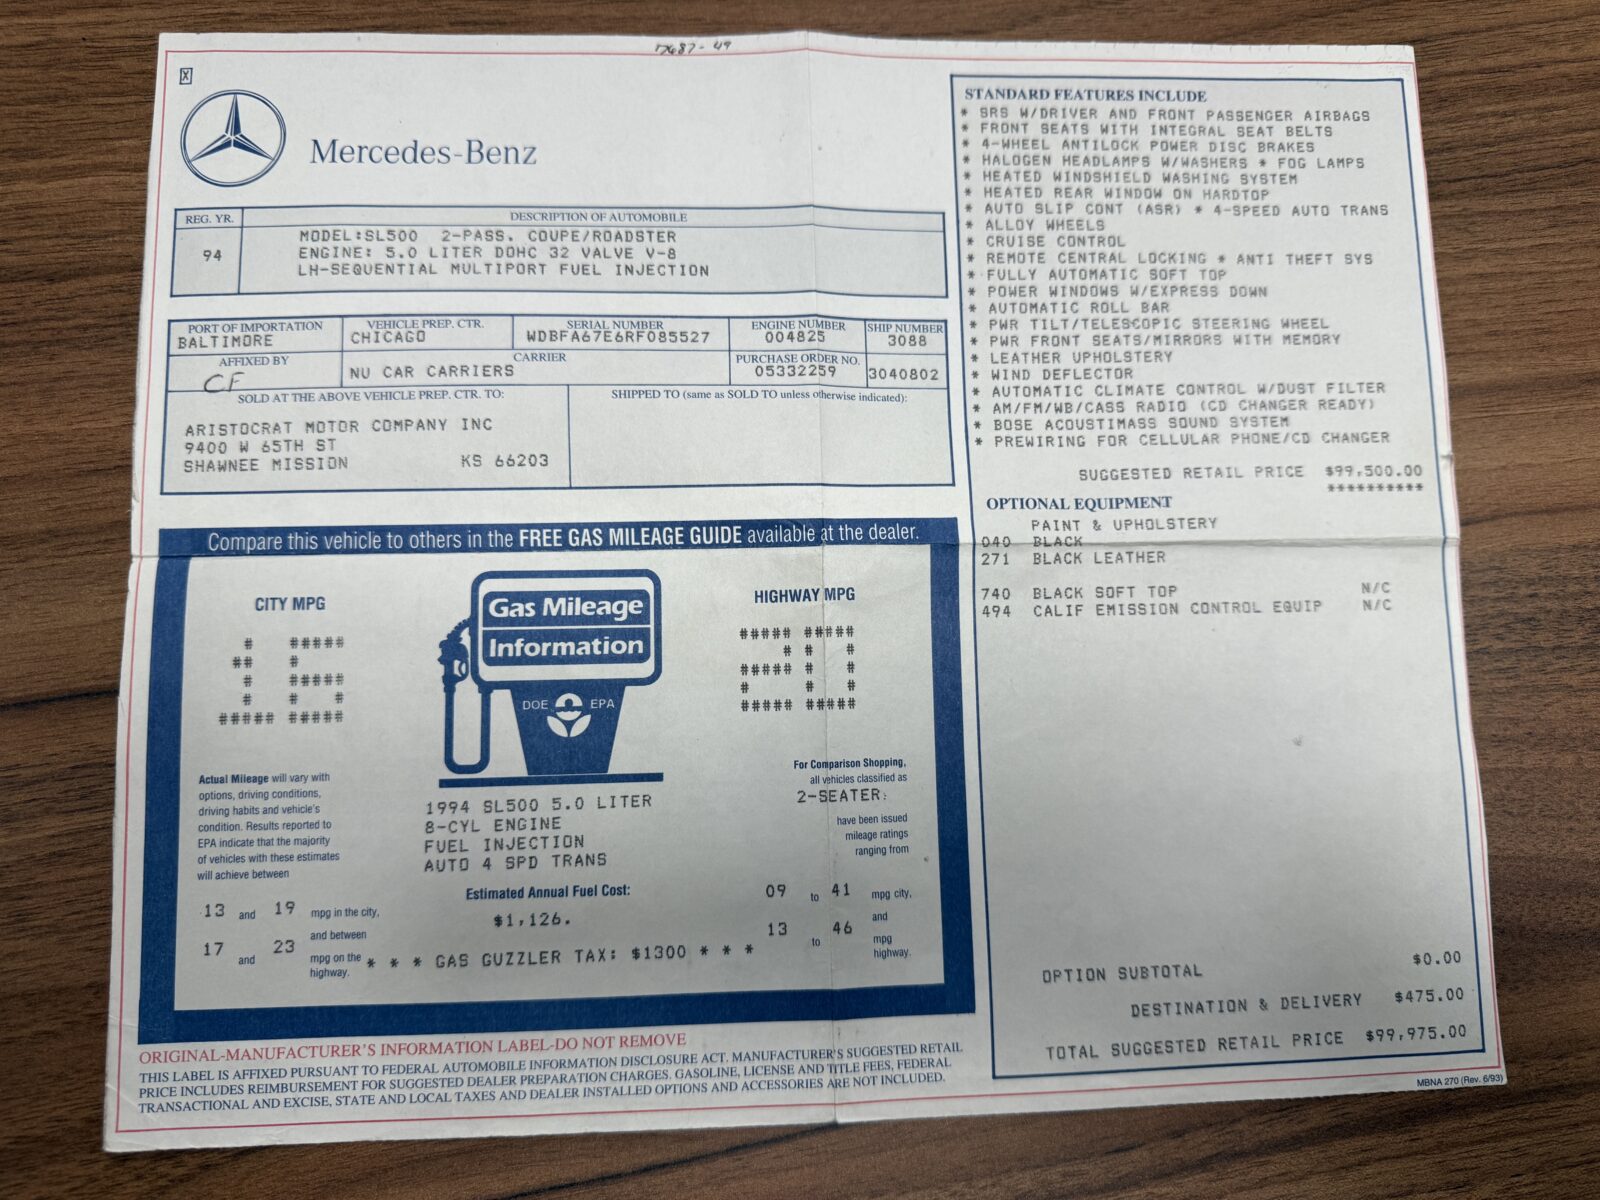 17687-49
X
Mercedes-Benz
REG. YR.
DESCRIPTION OF AUTOMOBILE
94
MODEL:SL500 2-PASS. COUPE/ROADSTER
ENGINE: 5.0 LITER DOHC 32 VALVE V-8
LH-SEQUENTIAL MULTIPORT FUEL INJECTION
PORT OF IMPORTATION
BALTIMORE
VEHICLE PREP. CTR.
CHICAGO
SERIAL NUMBER
WDBFA67E6RF085527
ENGINE NUMBER
004825
SHIP NUMBER
3088
AFFIXED BY
CF
CARRIER
NU CAR CARRIERS
PURCHASE ORDER NO.
05332259
3040802
SOLD AT THE ABOVE VEHICLE PREP. CTR. TO:
ARISTOCRAT MOTOR COMPANY INC
9400 W 65TH ST
SHAWNEE MISSION KS 66203
SHIPPED TO (same as SOLD TO unless otherwise indicated):
Compare this vehicle to others in the FREE GAS MILEAGE GUIDE available at the dealer.
CITY MPG
16
Gas Mileage
Information
DOE EPA
HIGHWAY MPG
20
Actual Mileage will vary with
options, driving conditions,
driving habits and vehicle's
condition. Results reported to
EPA indicate that the majority
of vehicles with these estimates
will achieve between
13 and 19 mpg in the city,
and between
17 and 23 mpg on the
highway.
1994 SL500 5.0 LITER
8-CYL ENGINE
FUEL INJECTION
AUTO 4 SPD TRANS
Estimated Annual Fuel Cost:
$1,126.
* * * GAS GUZZLER TAX: $1300 * * *
For Comparison Shopping,
all vehicles classified as
2-SEATER:
have been issued
mileage ratings
ranging from
09 to 41 mpg city,
and
13 to 46 mpg
highway.
ORIGINAL-MANUFACTURER'S INFORMATION LABEL-DO NOT REMOVE
THIS LABEL IS AFFIXED PURSUANT TO FEDERAL AUTOMOBILE INFORMATION DISCLOSURE ACT. MANUFACTURER'S SUGGESTED RETAIL
PRICE INCLUDES REIMBURSEMENT FOR SUGGESTED DEALER PREPARATION CHARGES. GASOLINE, LICENSE AND TITLE FEES, FEDERAL
TRANSACTIONAL AND EXCISE, STATE AND LOCAL TAXES AND DEALER INSTALLED OPTIONS AND ACCESSORIES ARE NOT INCLUDED.
STANDARD FEATURES INCLUDE
* SRS W/DRIVER AND FRONT PASSENGER AIRBAGS
* FRONT SEATS WITH INTEGRAL SEAT BELTS
* 4-WHEEL ANTILOCK POWER DISC BRAKES
* HALOGEN HEADLAMPS W/WASHERS * FOG LAMPS
* HEATED WINDSHIELD WASHING SYSTEM
* HEATED REAR WINDOW ON HARDTOP
* AUTO SLIP CONT (ASR) * 4-SPEED AUTO TRANS
* ALLOY WHEELS
* CRUISE CONTROL
* REMOTE CENTRAL LOCKING * ANTI THEFT SYS
* FULLY AUTOMATIC SOFT TOP
* POWER WINDOWS W/EXPRESS DOWN
* AUTOMATIC ROLL BAR
* PWR TILT/TELESCOPIC STEERING WHEEL
* PWR FRONT SEATS/MIRRORS WITH MEMORY
* LEATHER UPHOLSTERY
* WIND DEFLECTOR
* AUTOMATIC CLIMATE CONTROL W/DUST FILTER
* AM/FM/WB/CASS RADIO (CD CHANGER READY)
* BOSE ACOUSTIMASS SOUND SYSTEM
* PREWIRING FOR CELLULAR PHONE/CD CHANGER
SUGGESTED RETAIL PRICE $99,500.00
**********
OPTIONAL EQUIPMENT
PAINT & UPHOLSTERY
040 BLACK
271 BLACK LEATHER
740 BLACK SOFT TOP N/C
494 CALIF EMISSION CONTROL EQUIP N/C
OPTION SUBTOTAL $0.00
DESTINATION & DELIVERY $475.00
TOTAL SUGGESTED RETAIL PRICE $99,975.00
MBNA 270 (Rev. 6/93)